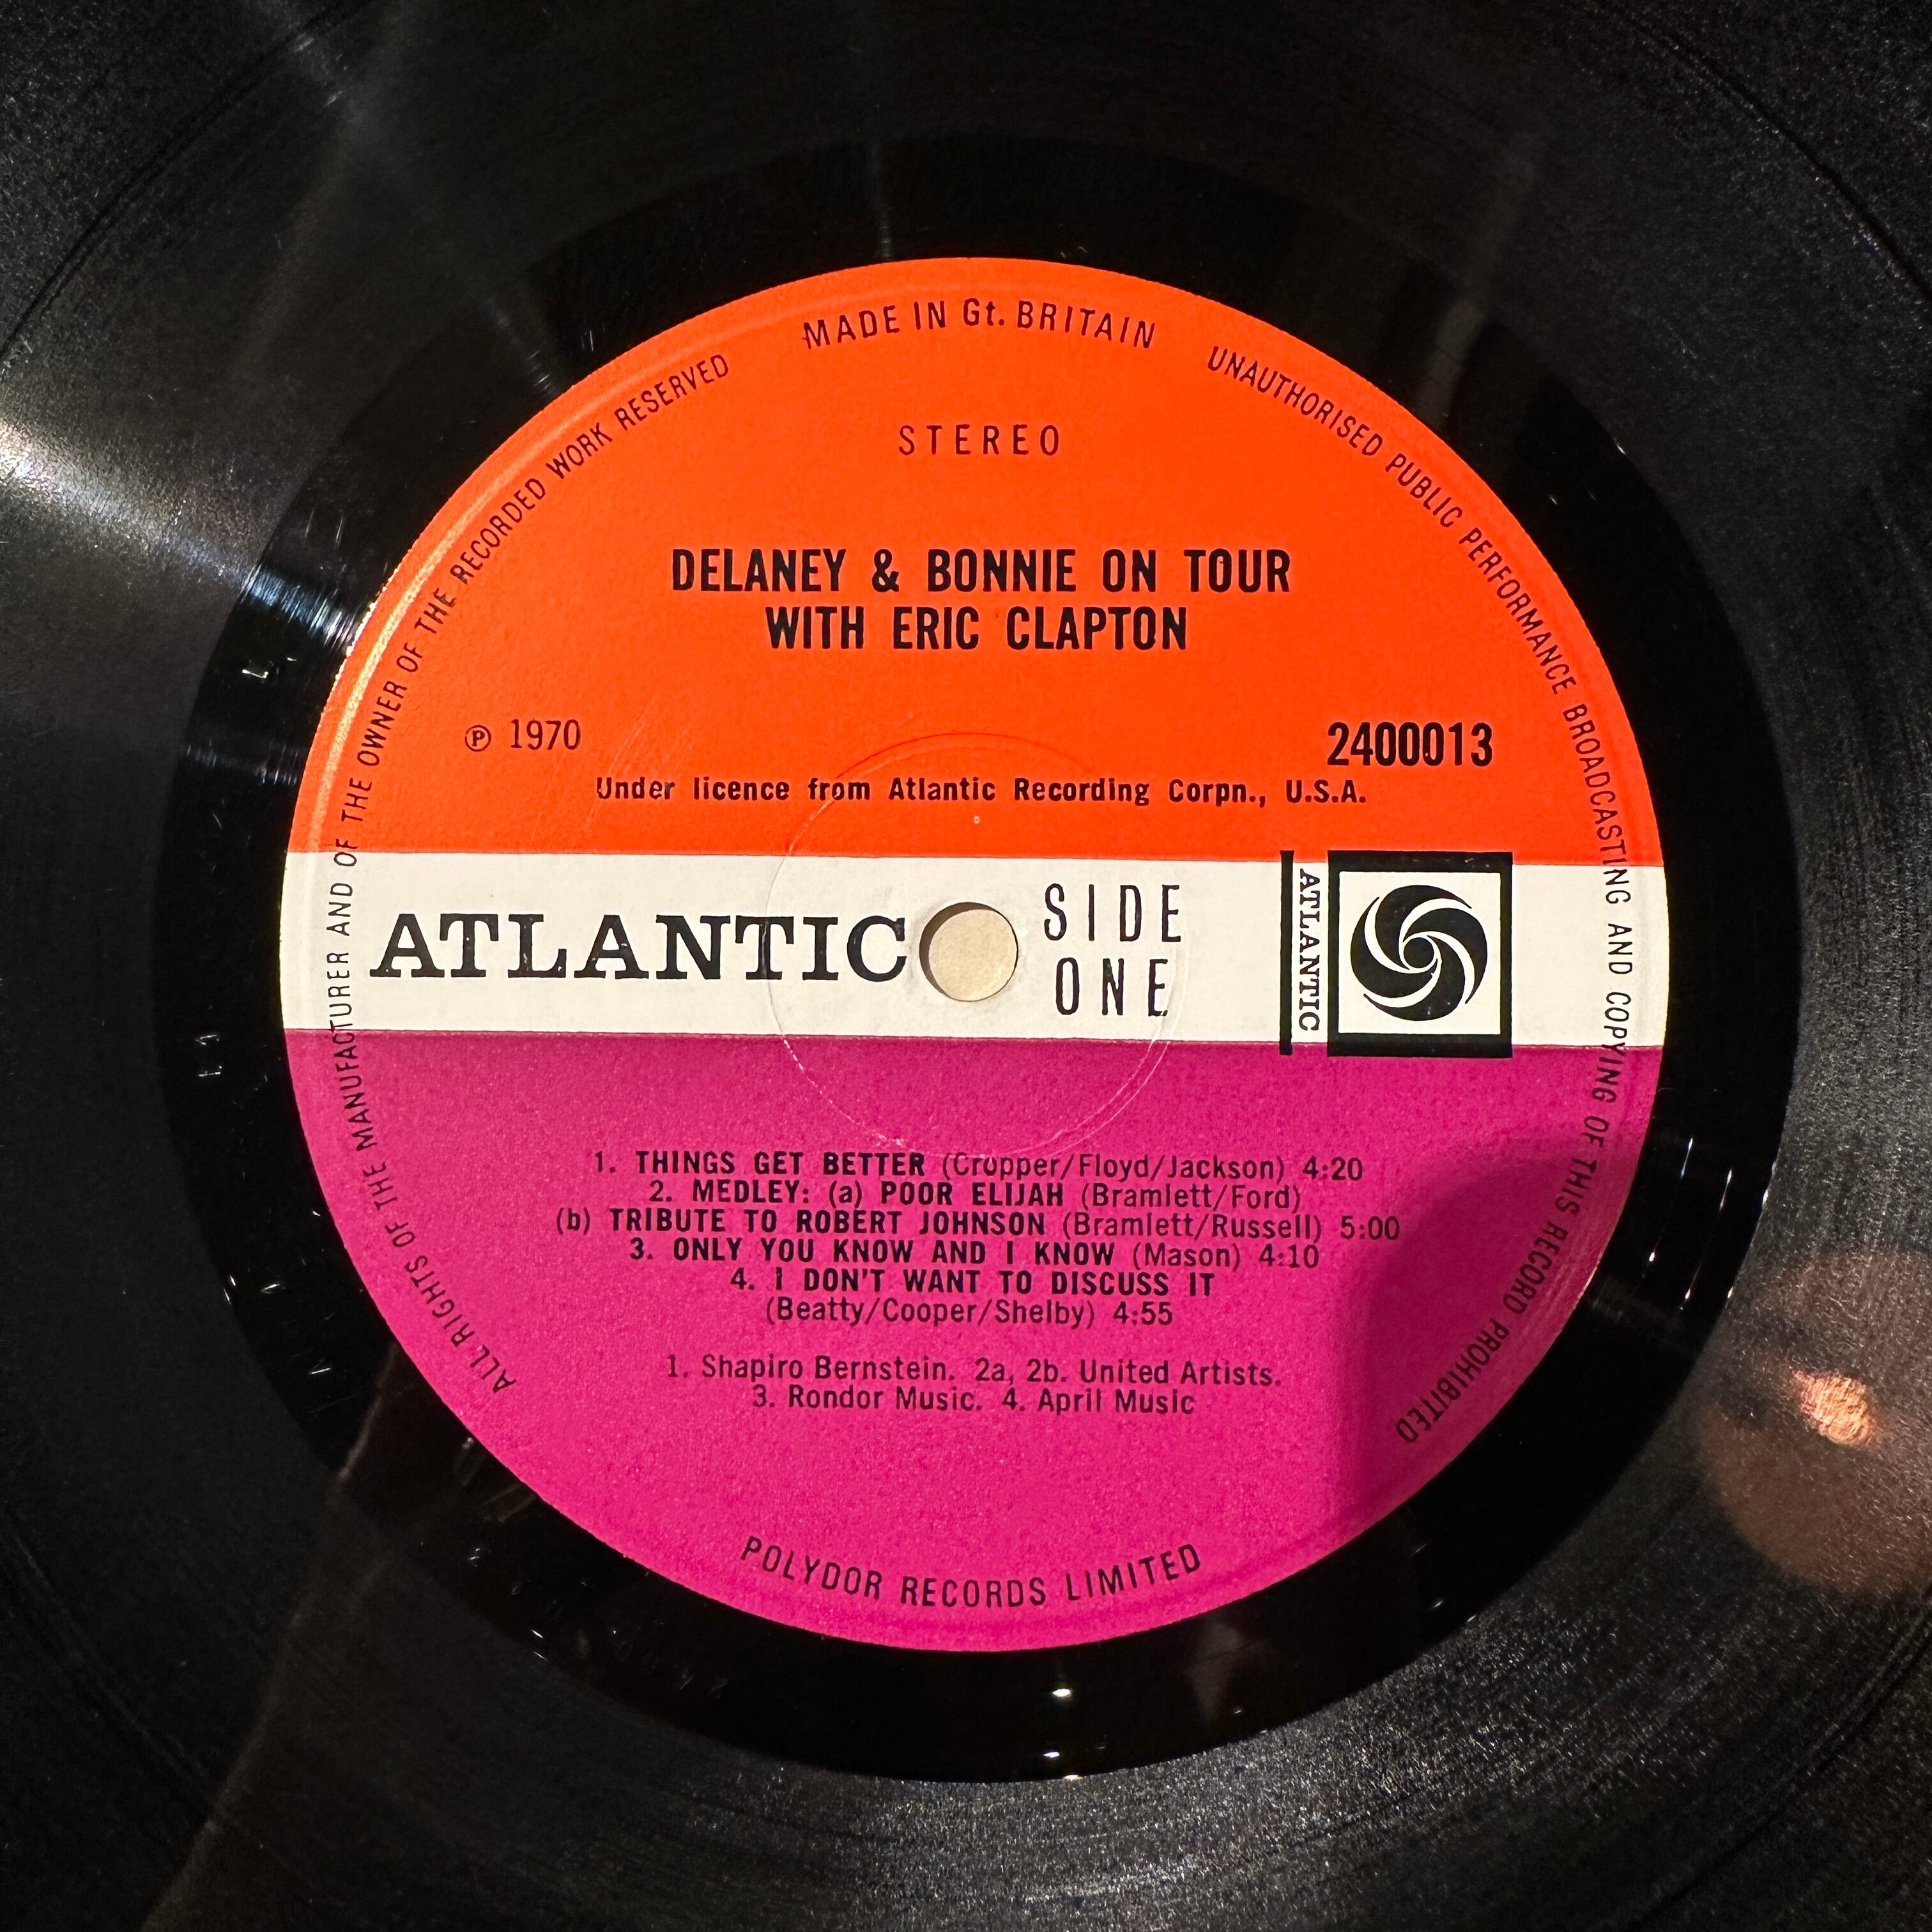 MADE IN Gt. BRITAIN
ALL RIGHTS OF THE MANUFACTURER AND OF THE OWNER OF THE RECORDED WORK RESERVED
UNAUTHORISED PUBLIC PERFORMANCE BROADCASTING AND COPYING OF THIS RECORD PROHIBITED
STEREO
DELANEY & BONNIE ON TOUR
WITH ERIC CLAPTON
℗ 1970
2400013
Under licence from Atlantic Recording Corpn., U.S.A.
ATLANTIC
SIDE
ONE
ATLANTIC
1. THINGS GET BETTER (Cropper/Floyd/Jackson) 4:20
2. MEDLEY: (a) POOR ELIJAH (Bramlett/Ford)
(b) TRIBUTE TO ROBERT JOHNSON (Bramlett/Russell) 5:00
3. ONLY YOU KNOW AND I KNOW (Mason) 4:10
4. I DON'T WANT TO DISCUSS IT
(Beatty/Cooper/Shelby) 4:55
1. Shapiro Bernstein. 2a, 2b. United Artists.
3. Rondor Music. 4. April Music
POLYDOR RECORDS LIMITED